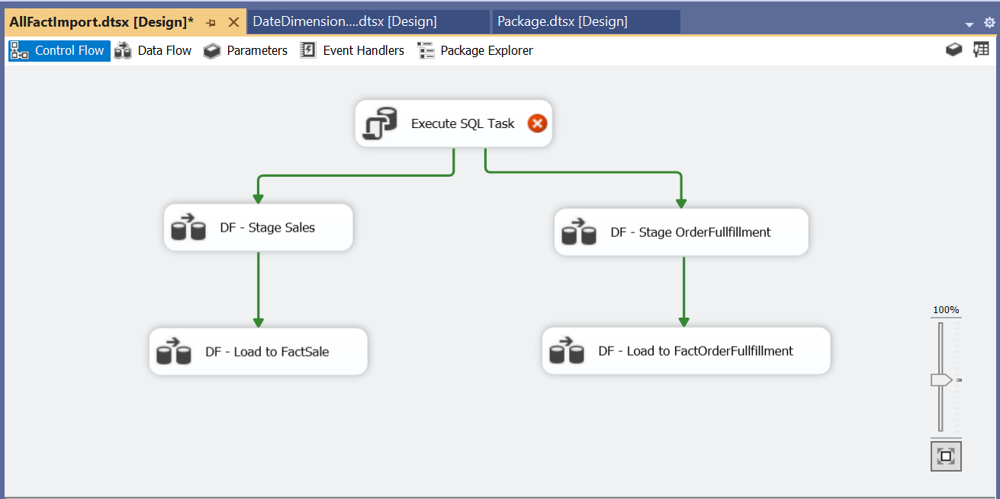 AllFactImport.dtsx [Design]*
DateDimension....dtsx [Design]
Package.dtsx [Design]
Control Flow
Data Flow
Parameters
Event Handlers
Package Explorer
Execute SQL Task
DF - Stage Sales
DF - Stage OrderFullfillment
DF - Load to FactSale
DF - Load to FactOrderFullfillment
100%